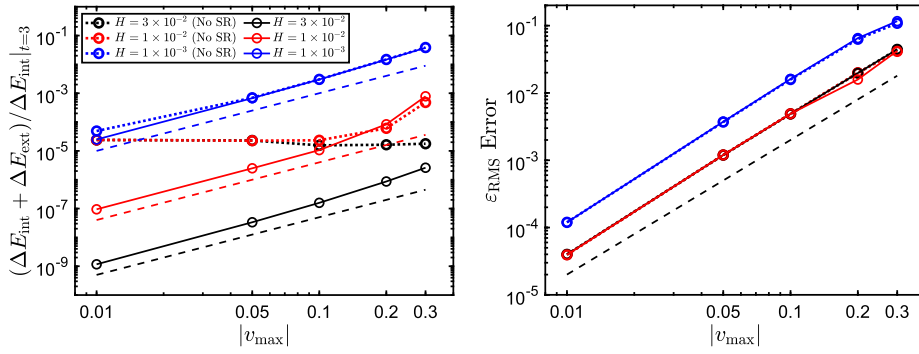 H = 3 × 10⁻² (No SR)
H = 3 × 10⁻²
H = 1 × 10⁻² (No SR)
H = 1 × 10⁻²
H = 1 × 10⁻³ (No SR)
H = 1 × 10⁻³
(ΔE_int + ΔE_ext)/ΔE_int|_{t=3}
10⁻¹
10⁻³
10⁻⁵
10⁻⁷
10⁻⁹
0.01
0.05
0.1
0.2
0.3
|v_max|
ε_RMS Error
10⁰
10⁻¹
10⁻²
10⁻³
10⁻⁴
10⁻⁵
0.01
0.05
0.1
0.2
0.3
|v_max|